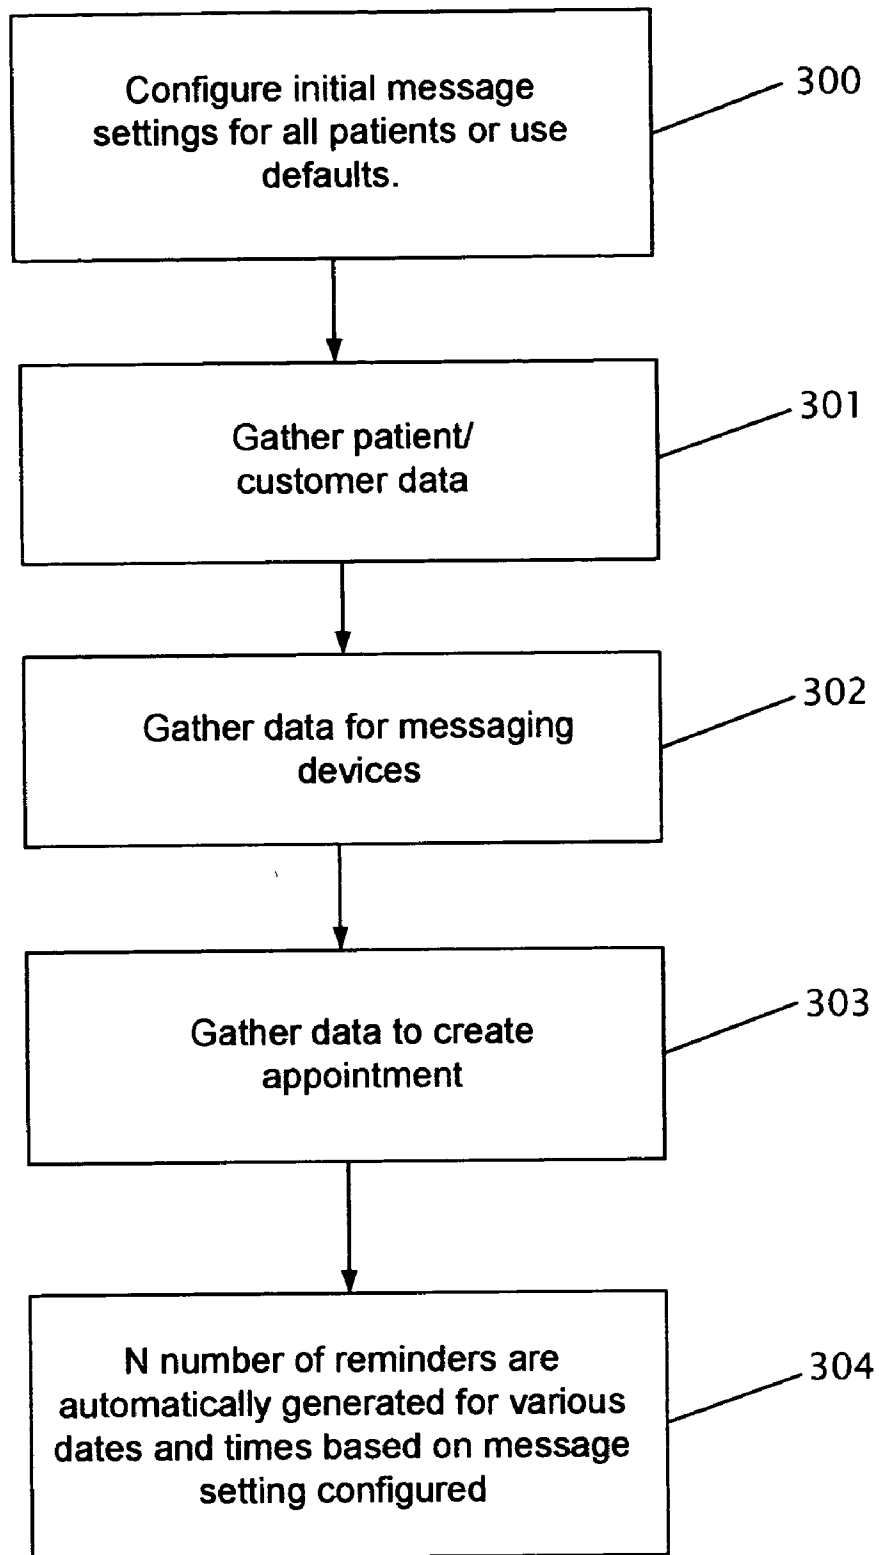 Configure initial message
settings for all patients or use
defaults.
300
Gather patient/
customer data
301
Gather data for messaging
devices
302
Gather data to create
appointment
303
N number of reminders are
automatically generated for various
dates and times based on message
setting configured
304